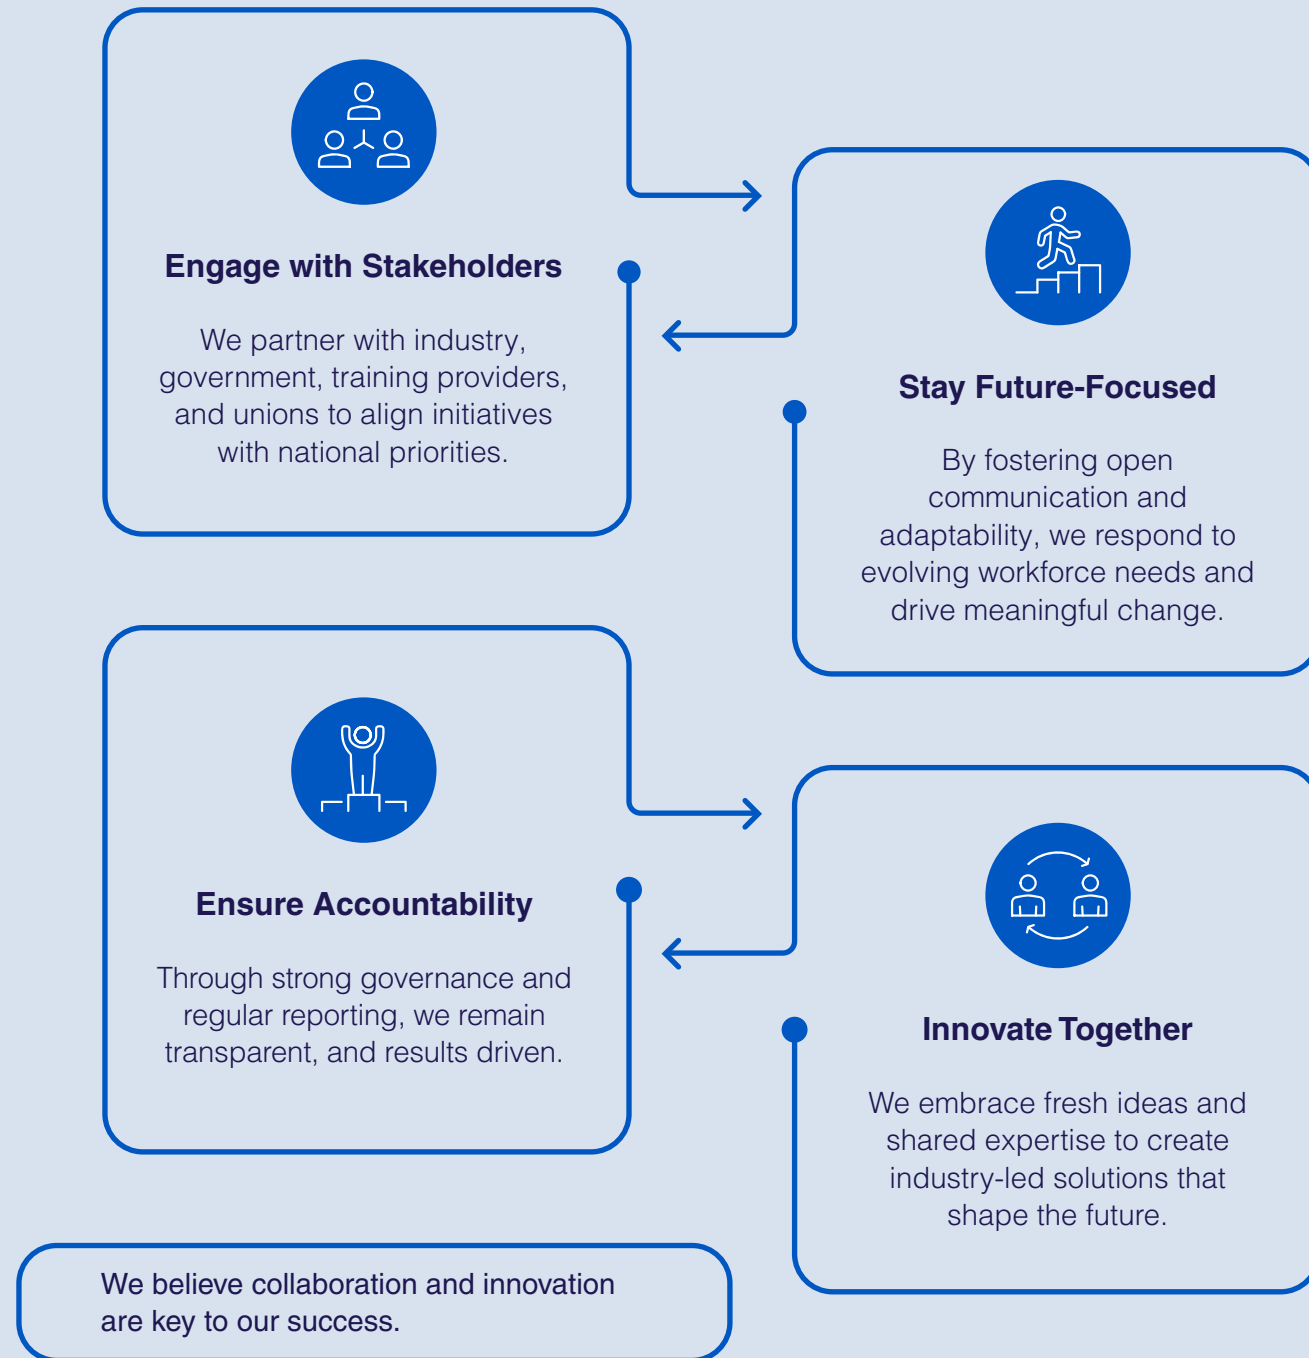 Engage with Stakeholders
We partner with industry,
government, training providers,
and unions to align initiatives
with national priorities.
Stay Future-Focused
By fostering open
communication and
adaptability, we respond to
evolving workforce needs and
drive meaningful change.
Ensure Accountability
Through strong governance and
regular reporting, we remain
transparent, and results driven.
Innovate Together
We embrace fresh ideas and
shared expertise to create
industry-led solutions that
shape the future.
We believe collaboration and innovation
are key to our success.